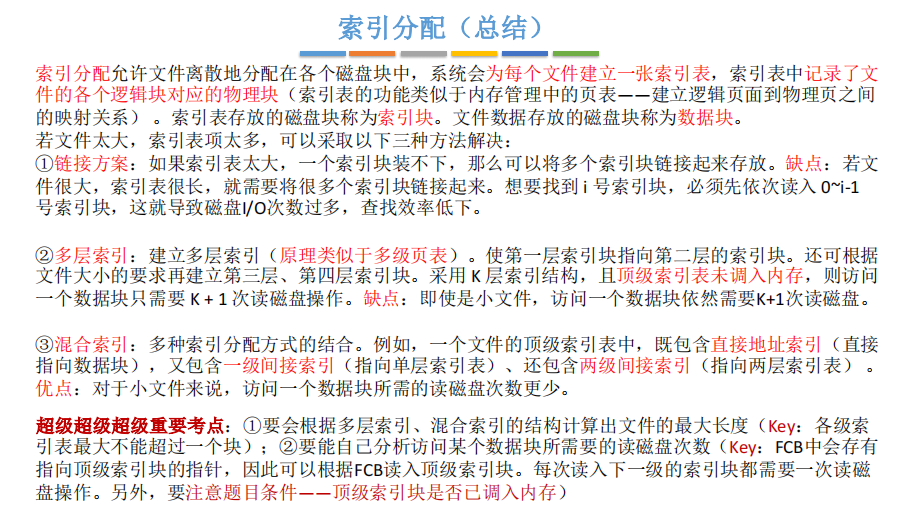 索引分配（总结）
索引分配允许文件离散地分配在各个磁盘块中，系统会为每个文件建立一张索引表，索引表中记录了文
件的各个逻辑块对应的物理块（索引表的功能类似于内存管理中的页表——建立逻辑页面到物理页之间
的映射关系）。索引表存放的磁盘块称为索引块。文件数据存放的磁盘块称为数据块。
若文件太大，索引表项太多，可以采取以下三种方法解决：
①链接方案：如果索引表太大，一个索引块装不下，那么可以将多个索引块链接起来存放。缺点：若文
件很大，索引表很长，就需要将很多个索引块链接起来。想要找到 i 号索引块，必须先依次读入 0~i-1
号索引块，这就导致磁盘I/O次数过多，查找效率低下。
②多层索引：建立多层索引（原理类似于多级页表）。使第一层索引块指向第二层的索引块。还可根据
文件大小的要求再建立第三层、第四层索引块。采用 K 层索引结构，且顶级索引表未调入内存，则访问
一个数据块只需要 K + 1 次读磁盘操作。缺点：即使是小文件，访问一个数据块依然需要K+1次读磁盘。
③混合索引：多种索引分配方式的结合。例如，一个文件的顶级索引表中，既包含直接地址索引（直接
指向数据块），又包含一级间接索引（指向单层索引表）、还包含两级间接索引（指向两层索引表） 。
优点：对于小文件来说，访问一个数据块所需的读磁盘次数更少。
超级超级超级重要考点：①要会根据多层索引、混合索引的结构计算出文件的最大长度（Key：各级索
引表最大不能超过一个块）；②要能自己分析访问某个数据块所需要的读磁盘次数（Key：FCB中会存有
指向顶级索引块的指针，因此可以根据FCB读入顶级索引块。每次读入下一级的索引块都需要一次读磁
盘操作。另外，要注意题目条件——顶级索引块是否已调入内存）